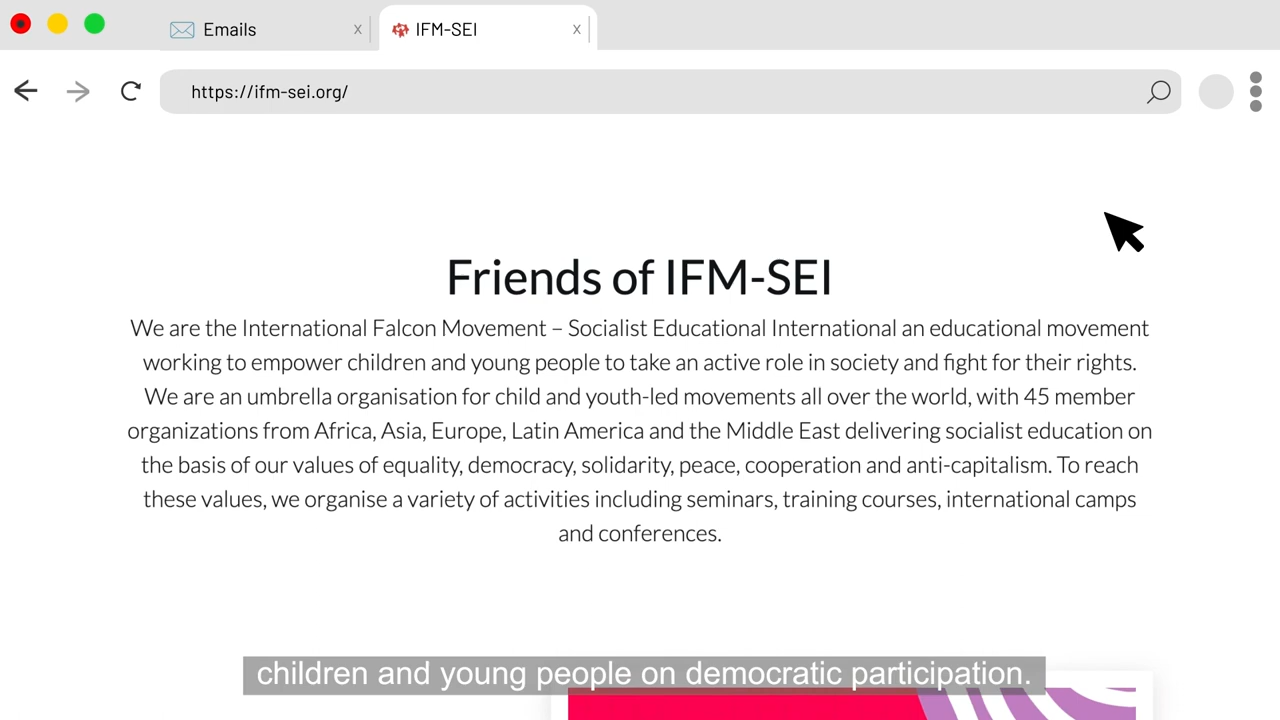 Emails x
IFM-SEI x
https://ifm-sei.org/
Friends of IFM-SEI
We are the International Falcon Movement – Socialist Educational International an educational movement
working to empower children and young people to take an active role in society and fight for their rights.
We are an umbrella organisation for child and youth-led movements all over the world, with 45 member
organizations from Africa, Asia, Europe, Latin America and the Middle East delivering socialist education on
the basis of our values of equality, democracy, solidarity, peace, cooperation and anti-capitalism. To reach
these values, we organise a variety of activities including seminars, training courses, international camps
and conferences.
children and young people on democratic participation.